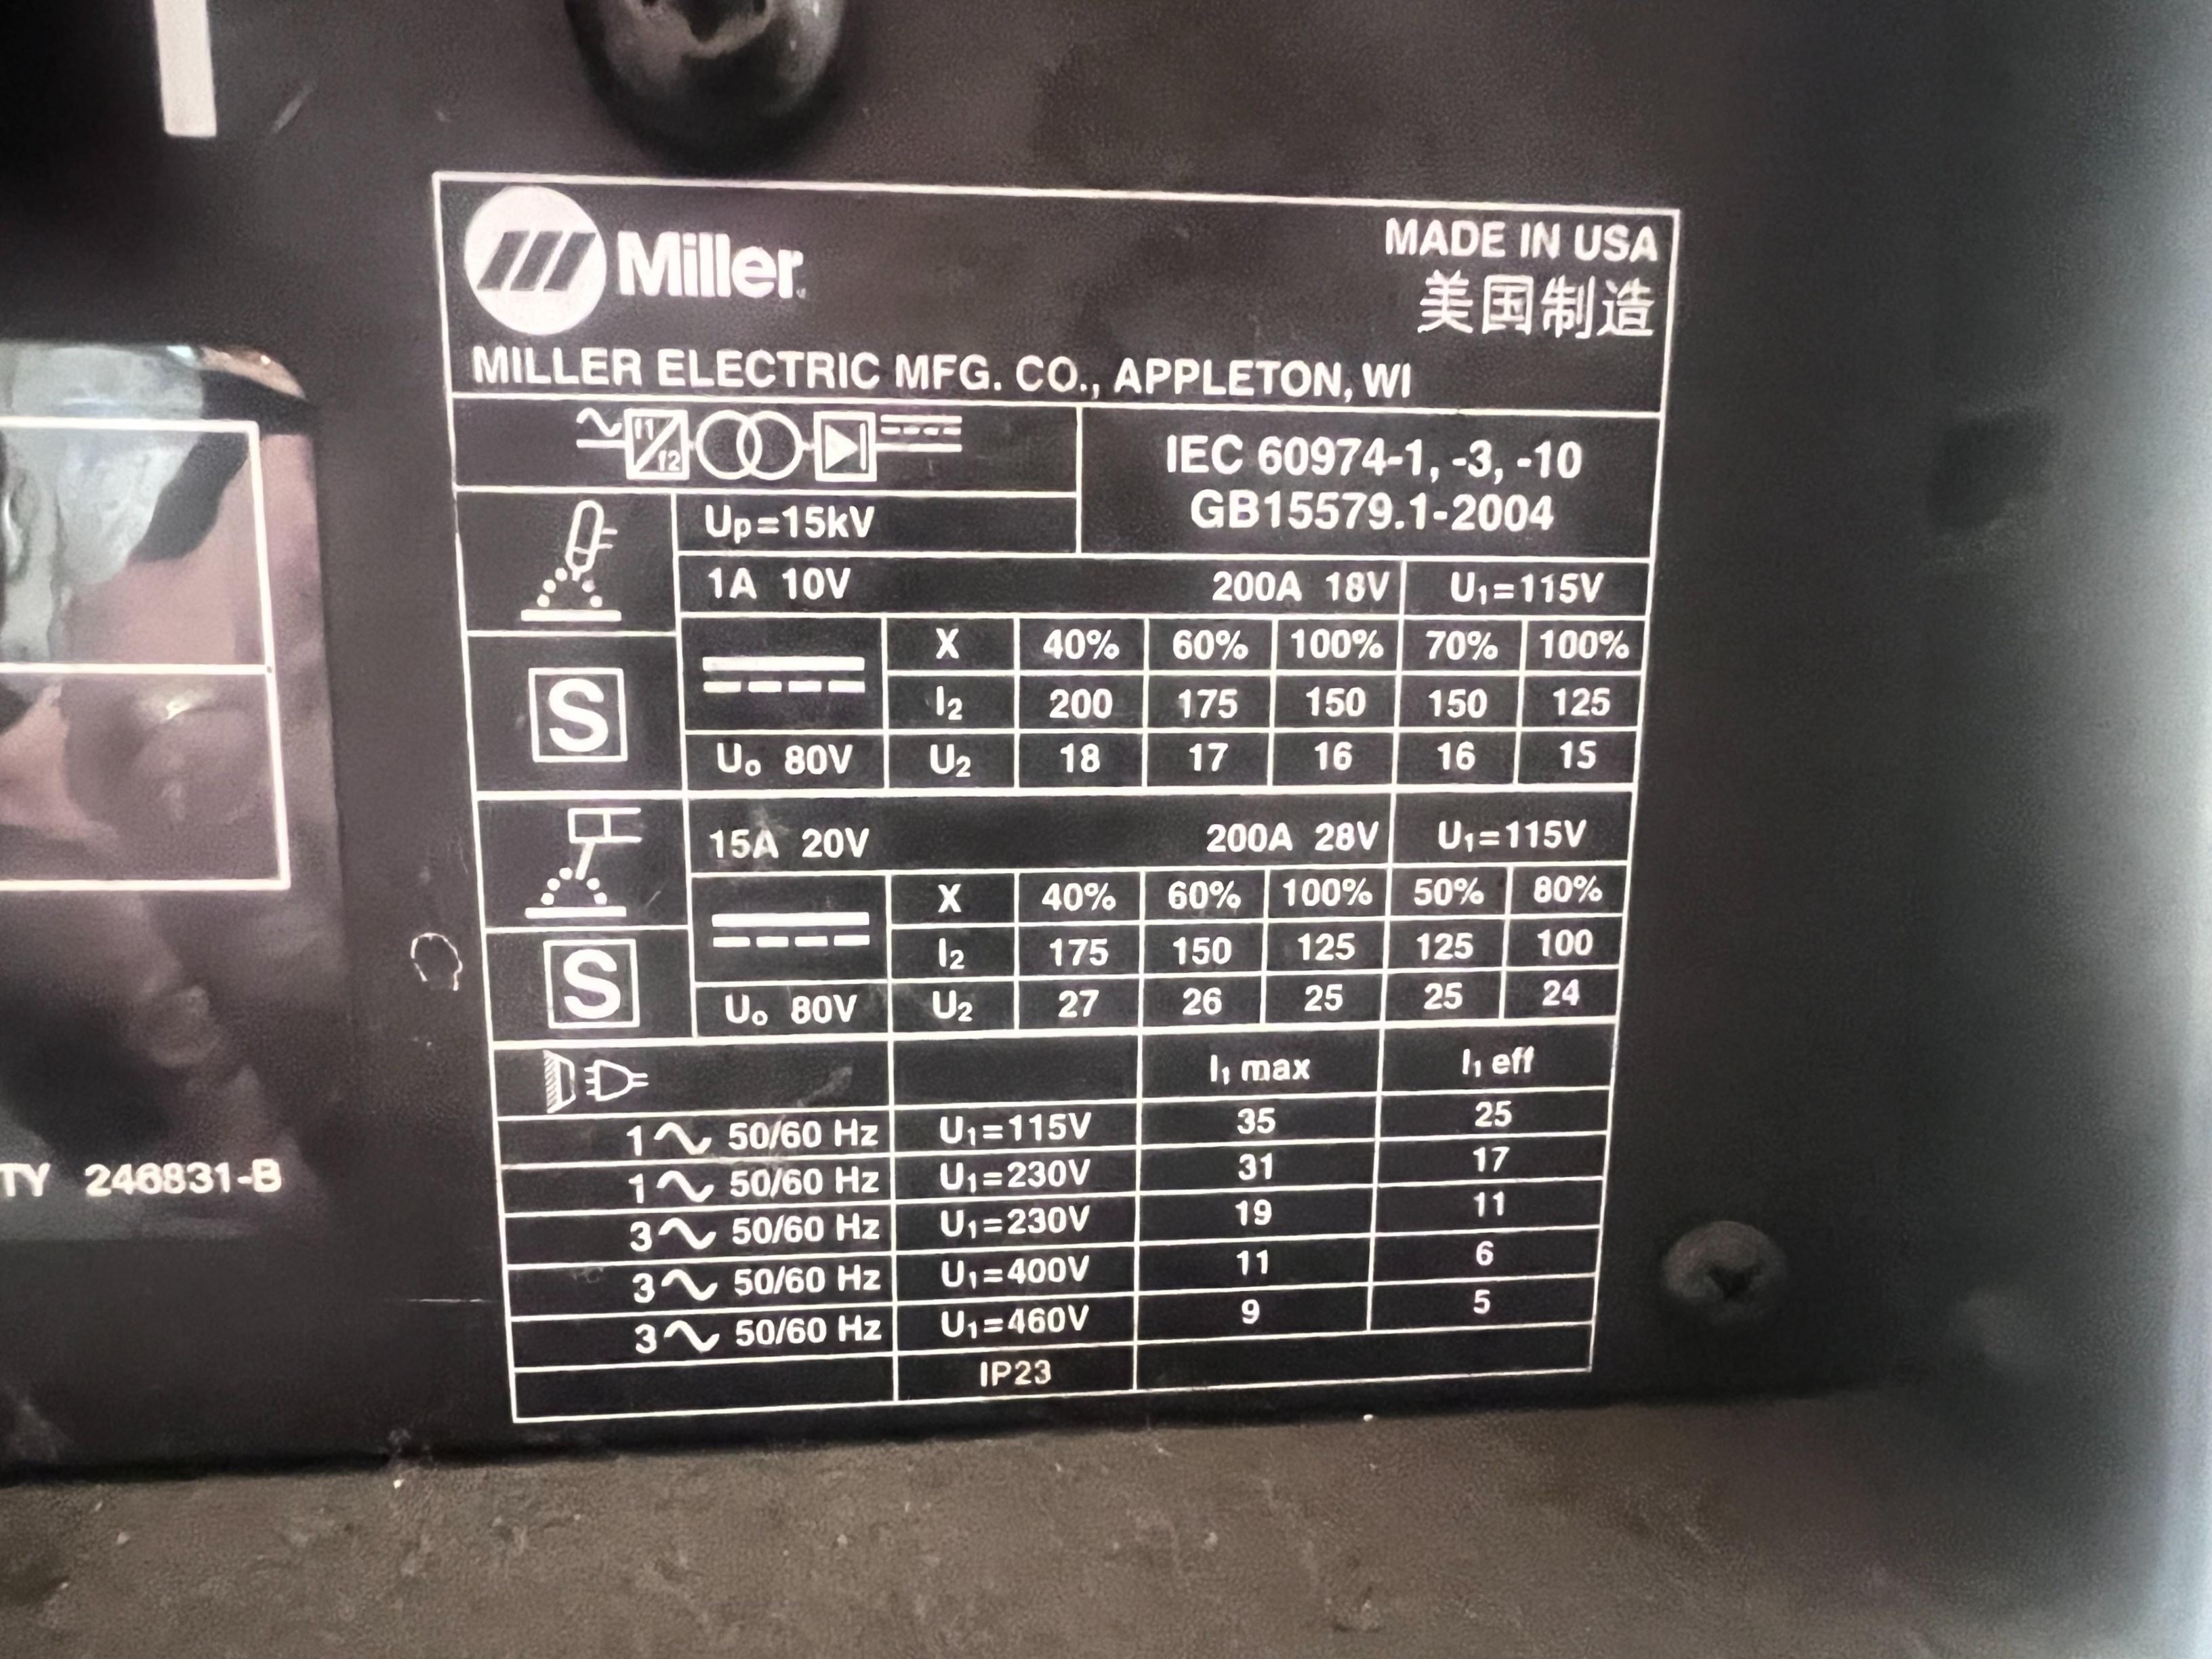 Miller
MADE IN USA
美国制造
MILLER ELECTRIC MFG. CO., APPLETON, WI
f1
f2
IEC 60974-1, -3, -10
GB15579.1-2004
Up=15kV
1A 10V 200A 18V U1=115V
X 40% 60% 100% 70% 100%
I2 200 175 150 150 125
S
U0 80V U2 18 17 16 16 15
15A 20V 200A 28V U1=115V
X 40% 60% 100% 50% 80%
I2 175 150 125 125 100
S
U0 80V U2 27 26 25 25 24
I1 max I1 eff
1 50/60 Hz U1=115V 35 25
1 50/60 Hz U1=230V 31 17
3 50/60 Hz U1=230V 19 11
3 50/60 Hz U1=400V 11 6
3 50/60 Hz U1=460V 9 5
IP23
TY 246831-B